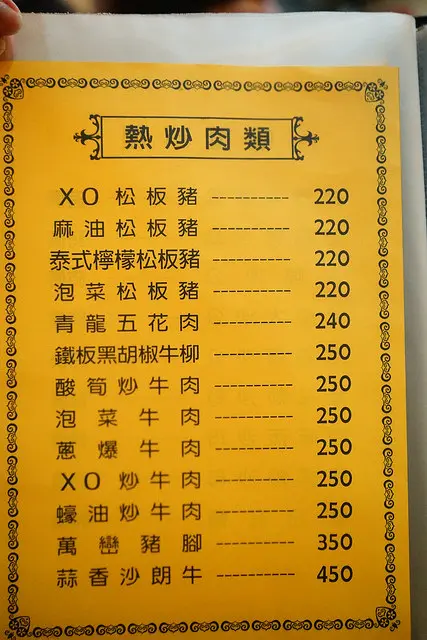 熱炒肉類
XO松板豬 ---------- 220
麻油松板豬 ---------- 220
泰式檸檬松板豬 ---------- 220
泡菜松板豬 ---------- 220
青龍五花肉 ---------- 240
鐵板黑胡椒牛柳 ---------- 250
酸筍炒牛肉 ---------- 250
泡菜牛肉 ---------- 250
蔥爆牛肉 ---------- 250
XO炒牛肉 ---------- 250
蠔油炒牛肉 ---------- 250
萬巒豬腳 ---------- 350
蒜香沙朗牛 ---------- 450